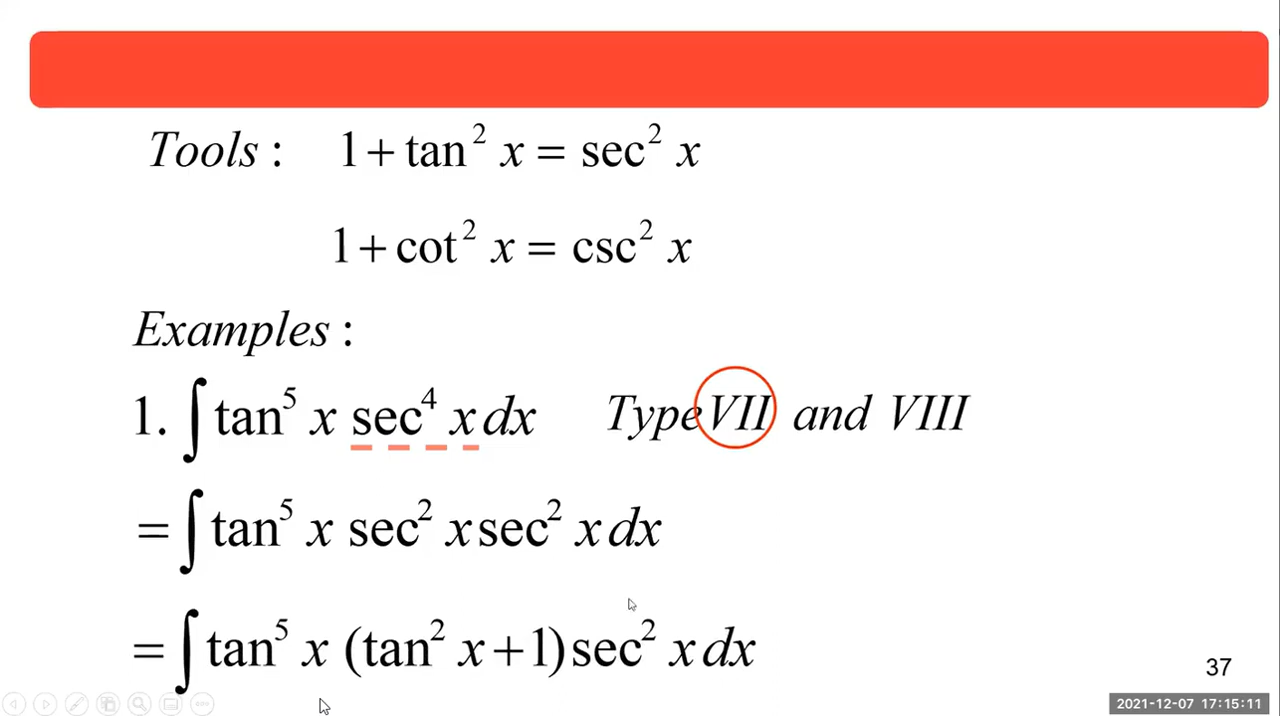 Tools : 1 + tan² x = sec² x
1 + cot² x = csc² x
Examples :
1. ∫ tan⁵ x sec⁴ x dx Type VII and VIII
= ∫ tan⁵ x sec² x sec² x dx
= ∫ tan⁵ x (tan² x + 1) sec² x dx
37
2021-12-07 17:15:11